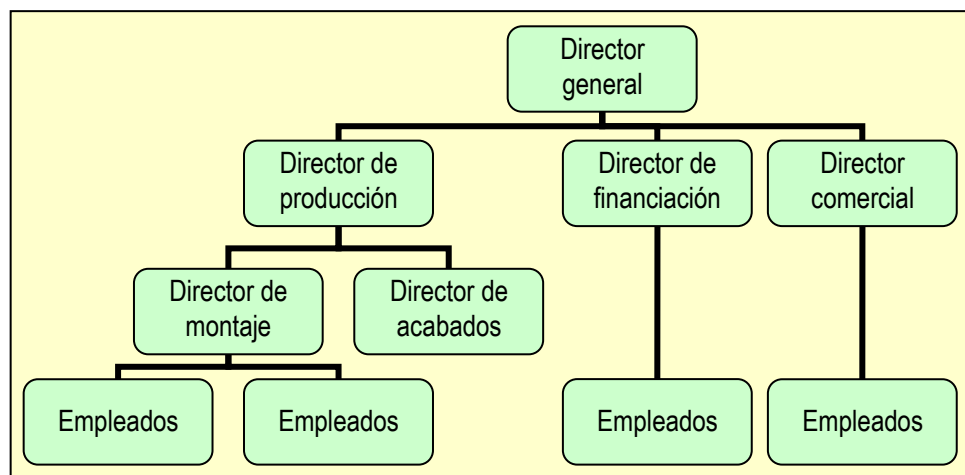 Director
general
Director de
producción
Director de
financiación
Director
comercial
Director de
montaje
Director de
acabados
Empleados
Empleados
Empleados
Empleados